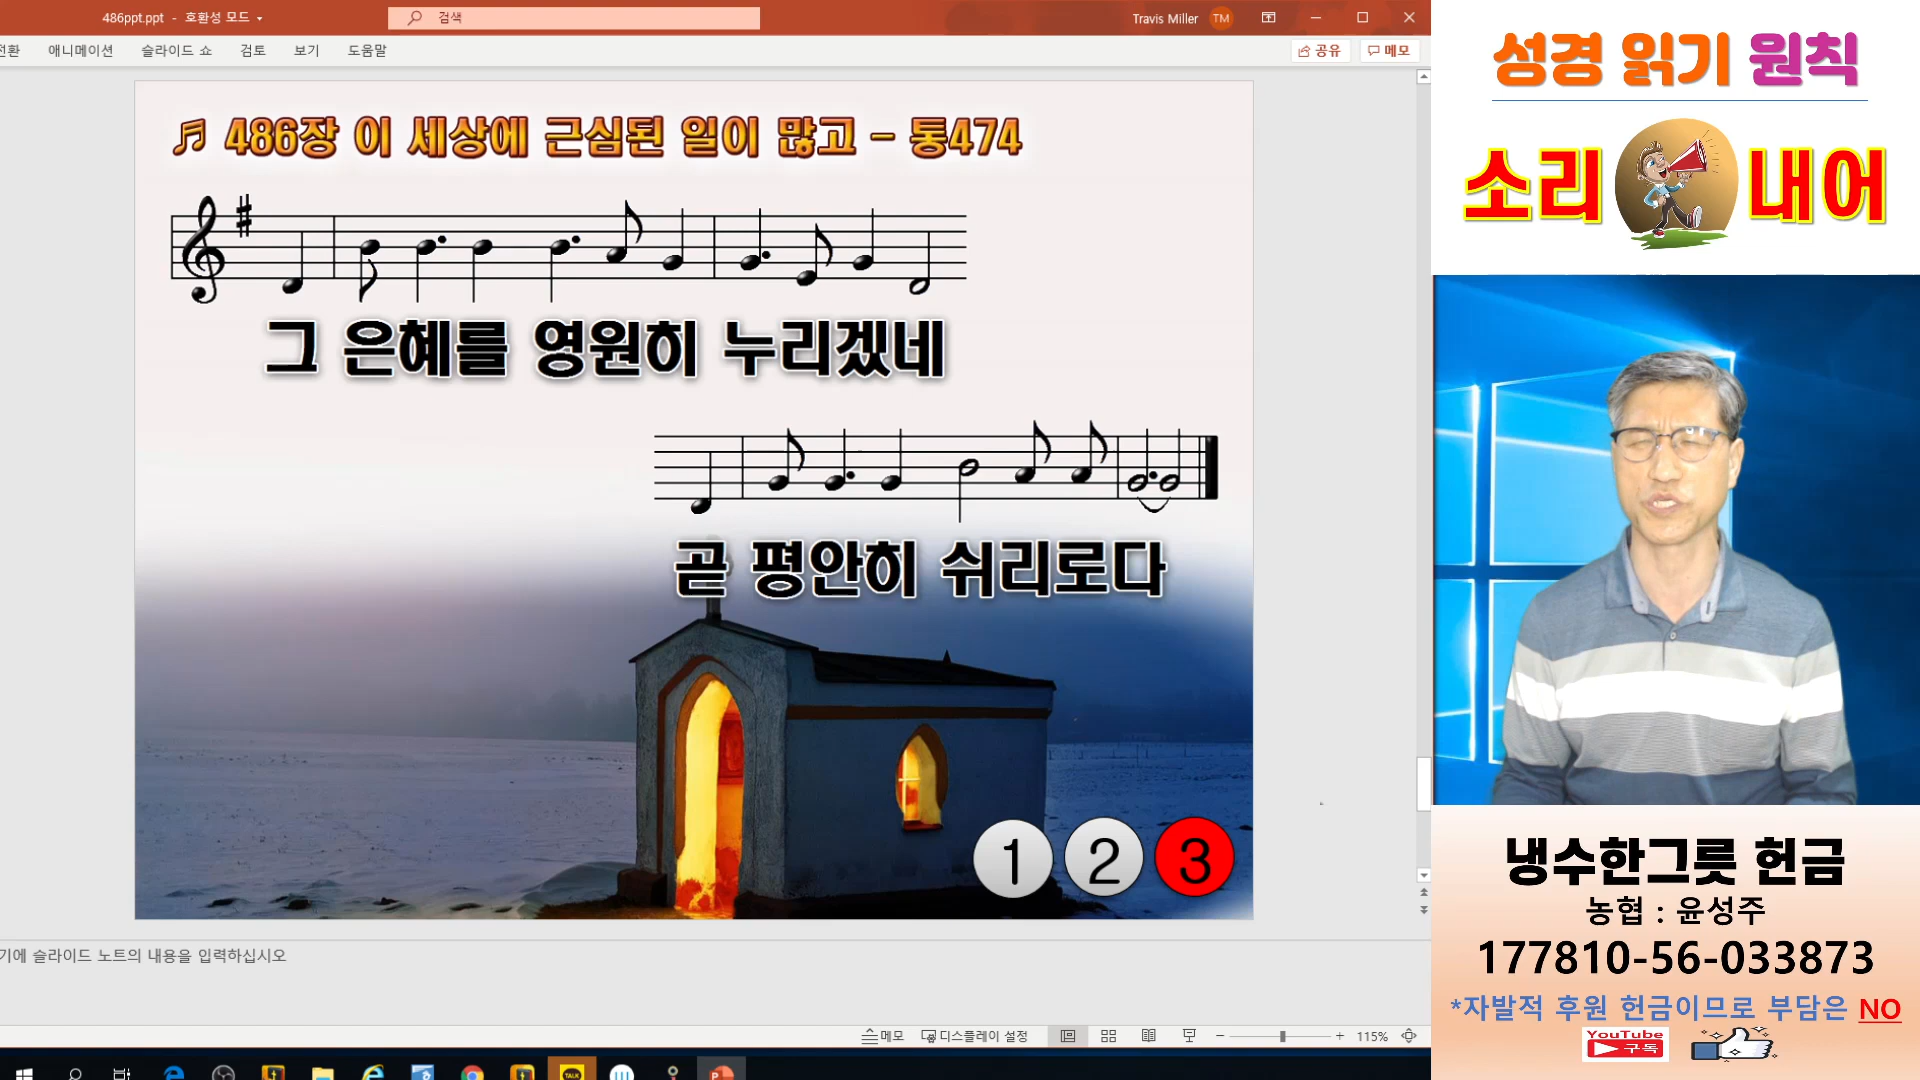 486ppt.ppt - 호환성 모드
검색
Travis Miller TM
전환 애니메이션 슬라이드 쇼 검토 보기 도움말
공유 메모
486장 이 세상에 근심된 일이 많고 - 통474
그 은혜를 영원히 누리겠네
곧 평안히 쉬리로다
1 2 3
기에 슬라이드 노트의 내용을 입력하십시오
메모 디스플레이 설정 115%
TALK
성경 읽기 원칙
소리 내어
냉수한그릇 헌금
농협 : 윤성주
177810-56-033873
*자발적 후원 헌금이므로 부담은 NO
YouTube
구독